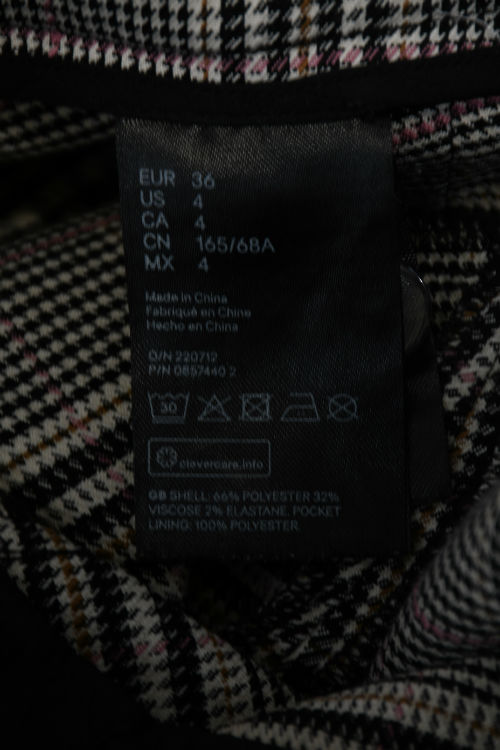 EUR 36
US 4
CA 4
CN 165/68A
MX 4
Made in China
Fabriqué en Chine
Hecho en China
O/N 220712
P/N 0857440 2
30
clevercare.info
GB SHELL: 66% POLYESTER 32%
VISCOSE 2% ELASTANE. POCKET
LINING: 100% POLYESTER